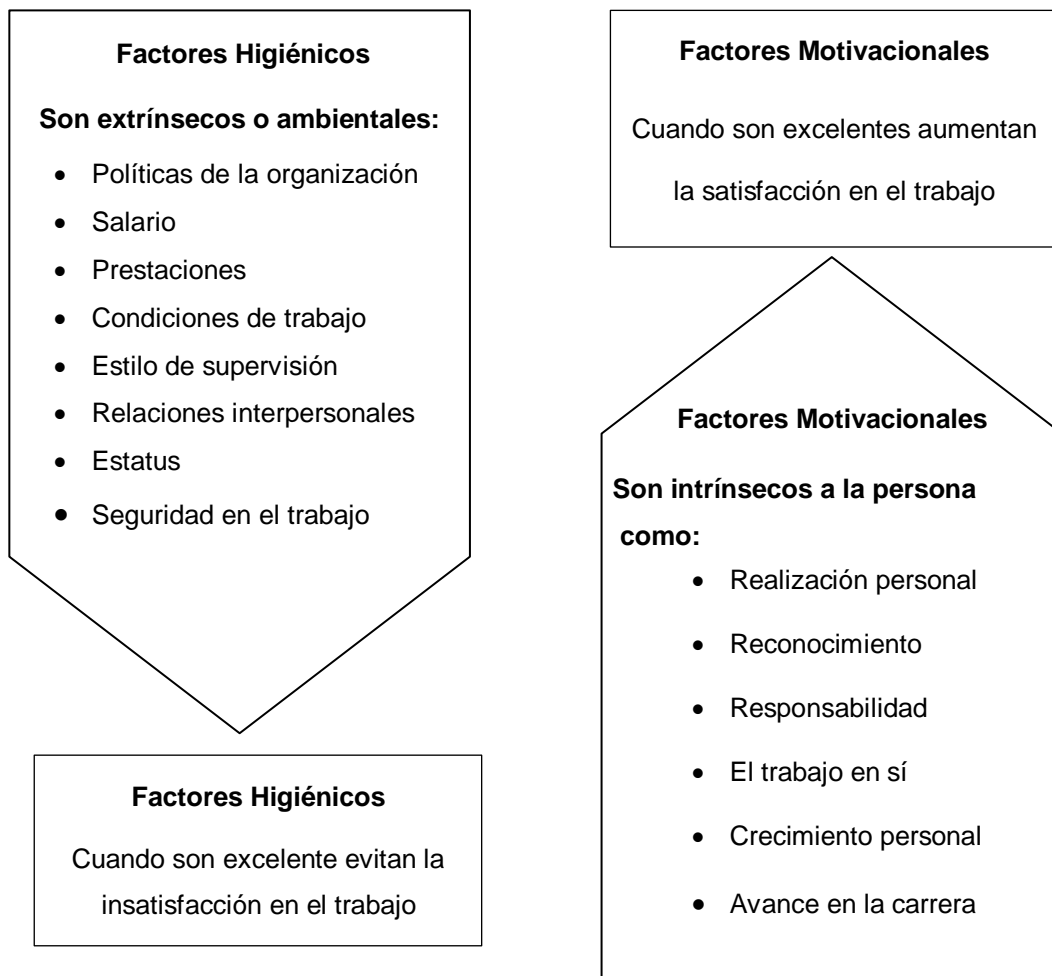 Factores Higiénicos
Son extrínsecos o ambientales:
• Políticas de la organización
• Salario
• Prestaciones
• Condiciones de trabajo
• Estilo de supervisión
• Relaciones interpersonales
• Estatus
• Seguridad en el trabajo
Factores Higiénicos
Cuando son excelente evitan la
insatisfacción en el trabajo
Factores Motivacionales
Cuando son excelentes aumentan
la satisfacción en el trabajo
Factores Motivacionales
Son intrínsecos a la persona
como:
• Realización personal
• Reconocimiento
• Responsabilidad
• El trabajo en sí
• Crecimiento personal
• Avance en la carrera